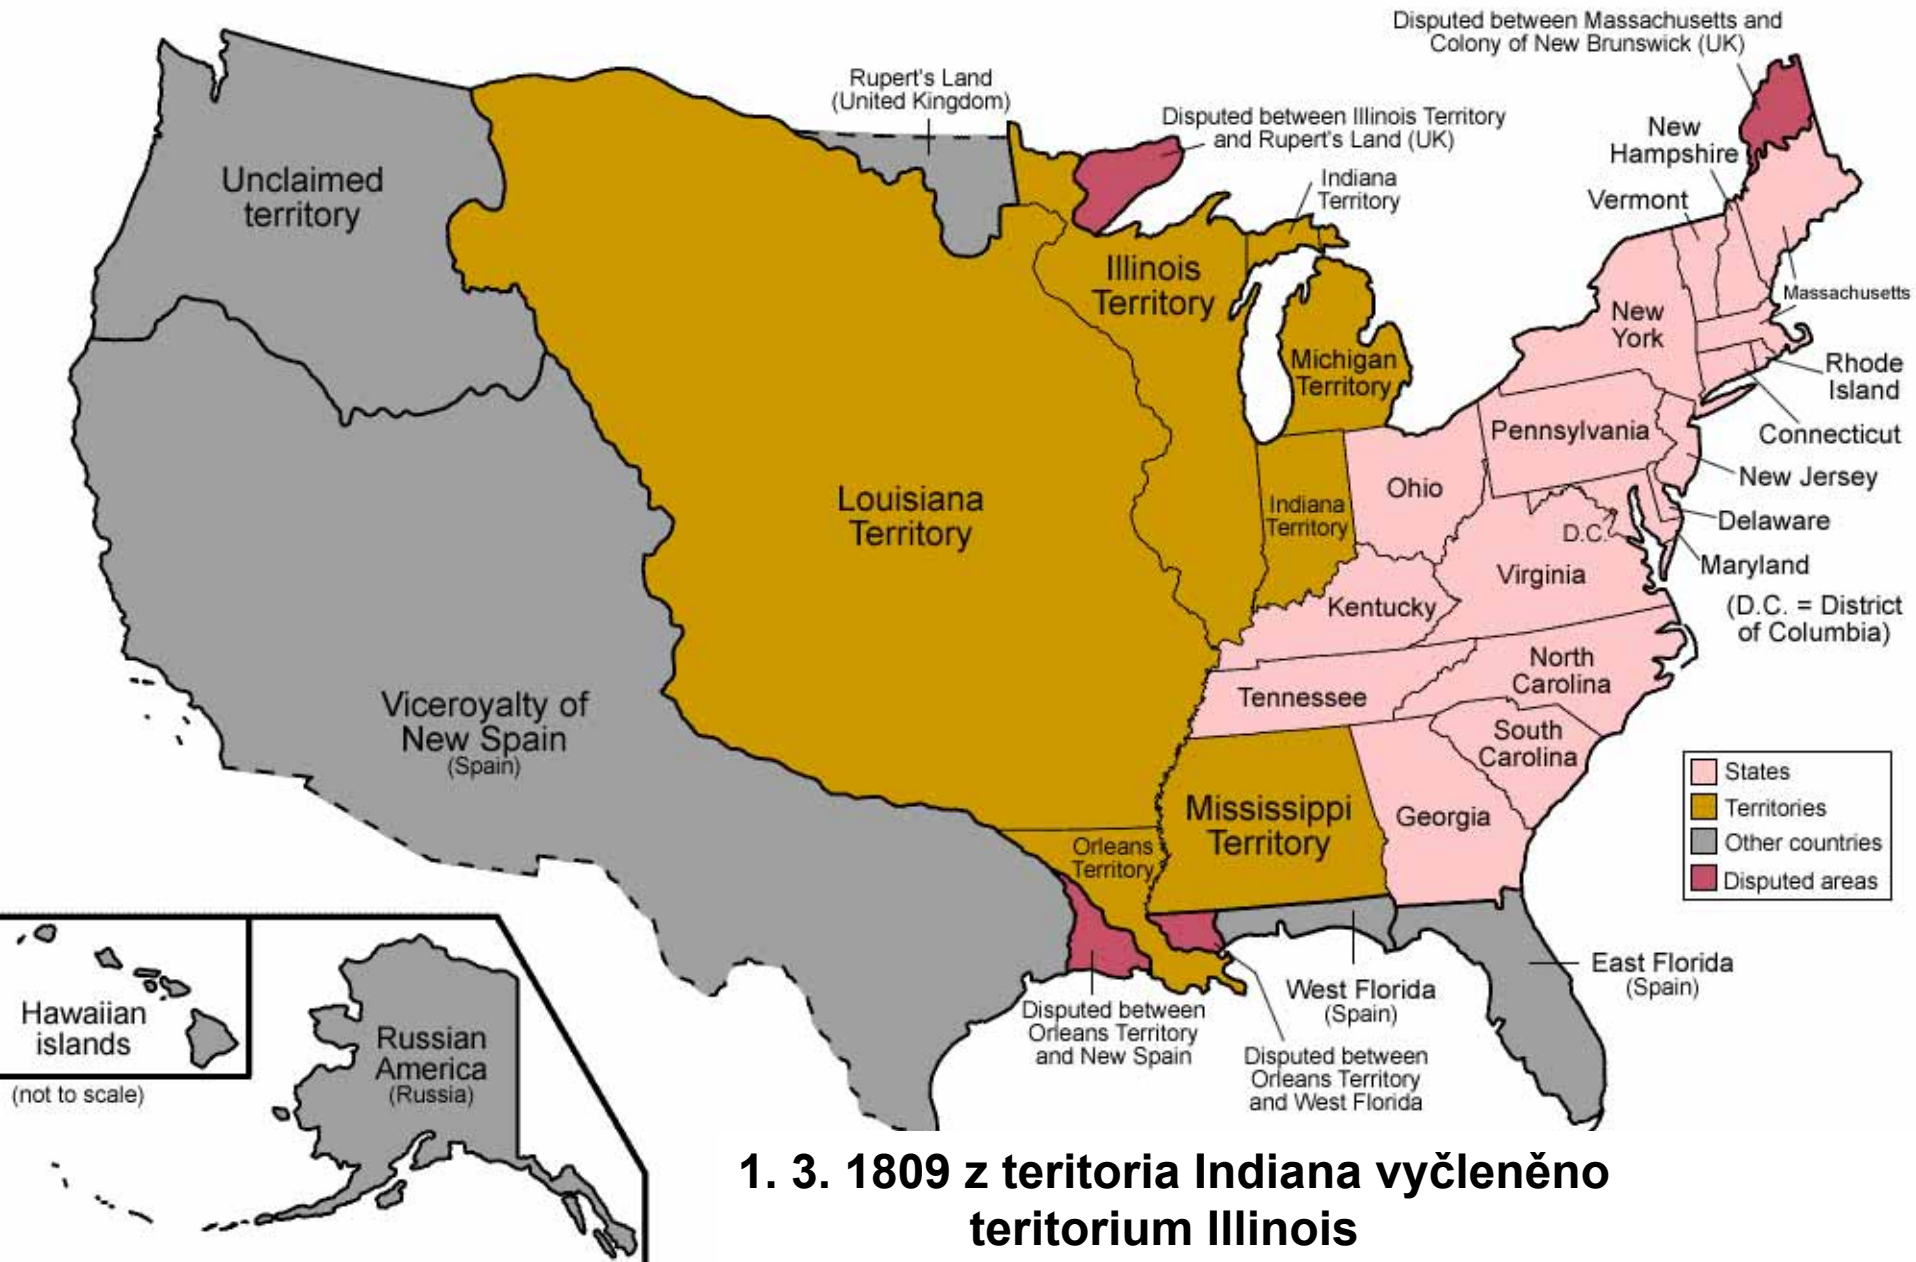 Disputed between Massachusetts and
Colony of New Brunswick (UK)
Rupert's Land
(United Kingdom)
Disputed between Illinois Territory
and Rupert's Land (UK)
New
Hampshire
Indiana
Territory
Vermont
Unclaimed
territory
Illinois
Territory
Massachusetts
New
York
Michigan
Territory
Rhode
Island
Pennsylvania
Connecticut
New Jersey
Ohio
Louisiana
Territory
Indiana
Territory
D.C.
Delaware
Maryland
Virginia
Kentucky
(D.C. = District
of Columbia)
North
Carolina
Tennessee
Viceroyalty of
New Spain
(Spain)
South
Carolina
States
Territories
Other countries
Disputed areas
Mississippi
Territory
Georgia
Orleans
Territory
East Florida
(Spain)
West Florida
(Spain)
Disputed between
Orleans Territory
and New Spain
Disputed between
Orleans Territory
and West Florida
Hawaiian
islands
(not to scale)
Russian
America
(Russia)
1. 3. 1809 z teritoria Indiana vyčleněno
teritorium Illinois